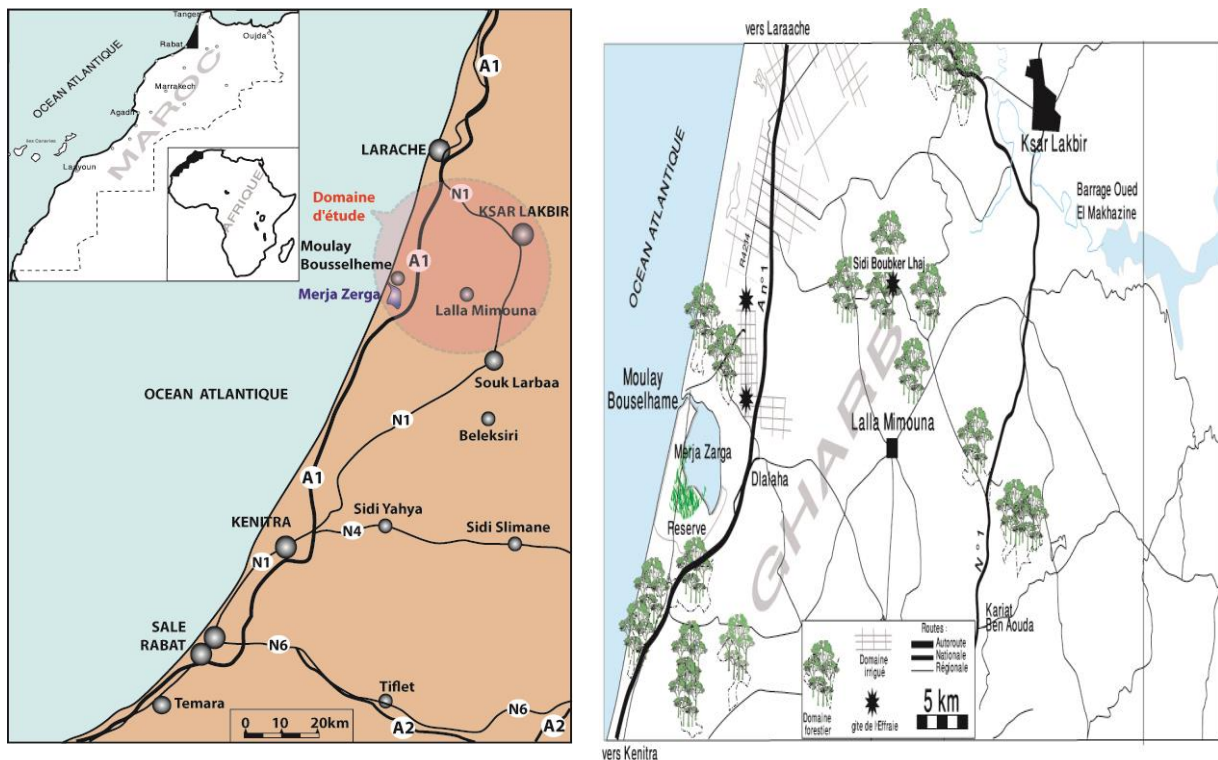 Tanger
Oujda
Rabat
OCEAN ATLANTIQUE
Marrakech
MAROC
Agadir
Iles Canaries
Laayoun
AFRIQUE
A1
LARACHE
N1
Domaine
d'étude
KSAR LAKBIR
Moulay
Bousselheme
A1
Merja Zerga
Lalla Mimouna
Souk Larbaa
OCEAN ATLANTIQUE
N1
Beleksiri
A1
KENITRA
Sidi Yahya
Sidi Slimane
N4
N1
SALE
RABAT
N6
Tiflet
Temara
N6
A2
A2
0 10 20km
vers Laraache
OCEAN ATLANTIQUE
Ksar Lakbir
Barrage Oued
El Makhazine
R4234
A n° 1
Sidi Boubker Lhaj
Moulay
Bouselhame
Lalla Mimouna
Merja Zarga
Dlalaha
GHARB
Reserve
N° 1
Kariat
Ben Aouda
Domaine
forestier
Domaine
irrigué
gite de l'Effraie
Routes :
Autoroute
Nationale
Régionale
5 km
vers Kenitra